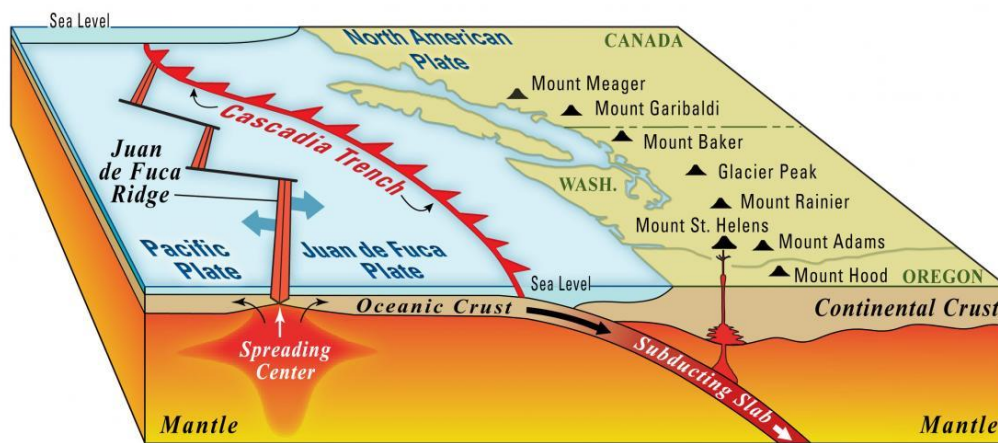 Sea Level
North American
Plate
CANADA
Mount Meager
Mount Garibaldi
Mount Baker
Glacier Peak
Mount Rainier
WASH.
Mount St. Helens
Mount Adams
Mount Hood
OREGON
Cascadia
Trench
Juan
de Fuca
Ridge
Pacific
Plate
Juan de Fuca
Plate
Sea Level
Oceanic Crust
Continental Crust
Spreading
Center
Subducting Slab
Mantle
Mantle